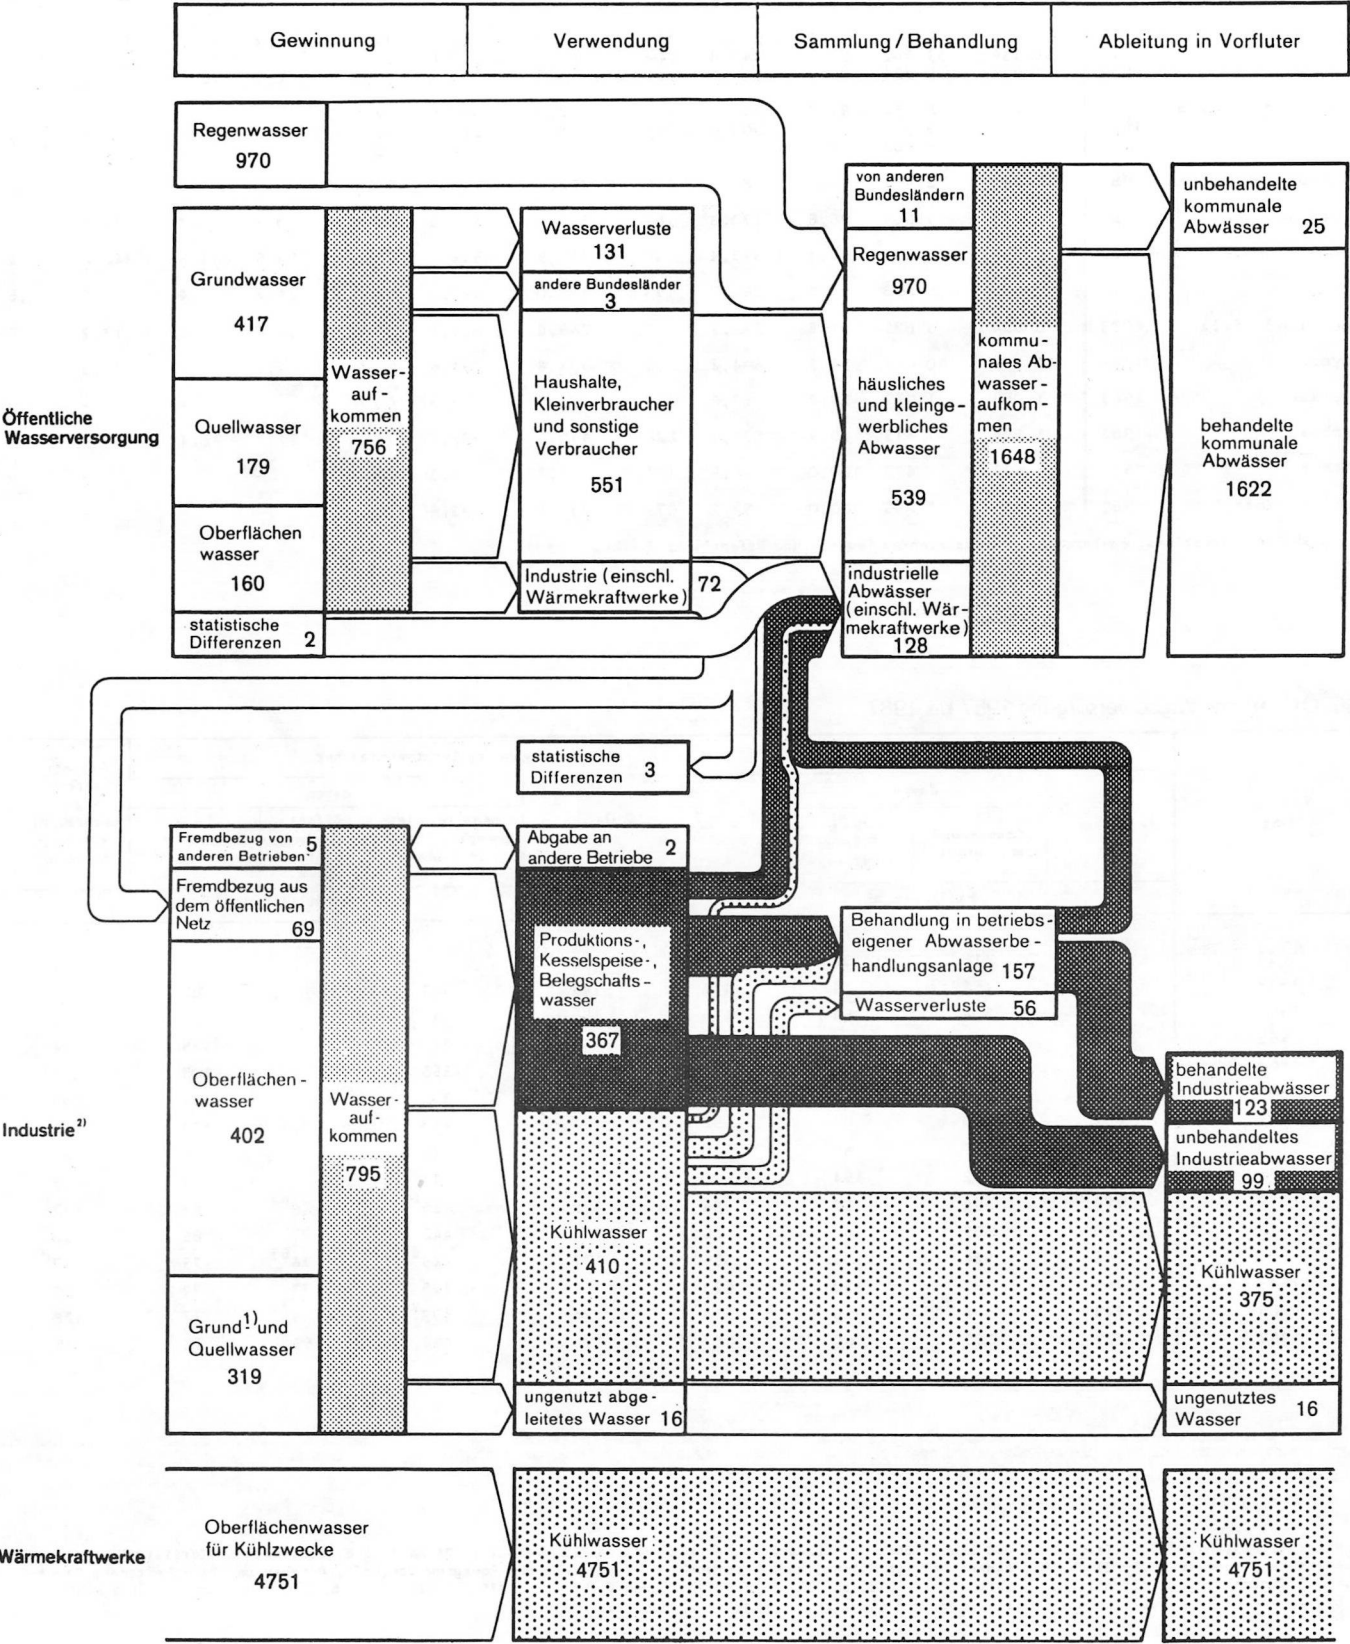 Gewinnung
Verwendung
Sammlung / Behandlung
Ableitung in Vorfluter
Regenwasser
970
Öffentliche
Wasserversorgung
Grundwasser
417
Quellwasser
179
Oberflächen
wasser
160
statistische
Differenzen 2
Wasser-
auf-
kommen
756
Wasserverluste
131
andere Bundesländer
3
Haushalte,
Kleinverbraucher
und sonstige
Verbraucher
551
Industrie (einschl.
Wärmekraftwerke) 72
von anderen
Bundesländern
11
Regenwasser
970
häusliches
und kleinge-
werbliches
Abwasser
539
industrielle
Abwässer
(einschl. Wär-
mekraftwerke)
128
kommu-
nales Ab-
wasser-
aufkom-
men
1648
unbehandelte
kommunale
Abwässer 25
behandelte
kommunale
Abwässer
1622
statistische
Differenzen 3
Industrie²⁾
Fremdbezug von
anderen Betrieben 5
Fremdbezug aus
dem öffentlichen
Netz 69
Oberflächen-
wasser
402
Grund-¹⁾und
Quellwasser
319
Wasser-
auf-
kommen
795
Abgabe an
andere Betriebe 2
Produktions-,
Kesselspeise-,
Belegschafts-
wasser
367
Kühlwasser
410
ungenutzt abge-
leitetes Wasser 16
Behandlung in betriebs-
eigener Abwasserbe-
handlungsanlage 157
Wasserverluste 56
behandelte
Industrieabwässer
123
unbehandeltes
Industrieabwasser
99
Kühlwasser
375
ungenutztes
Wasser 16
Wärmekraftwerke
Oberflächenwasser
für Kühlzwecke
4751
Kühlwasser
4751
Kühlwasser
4751